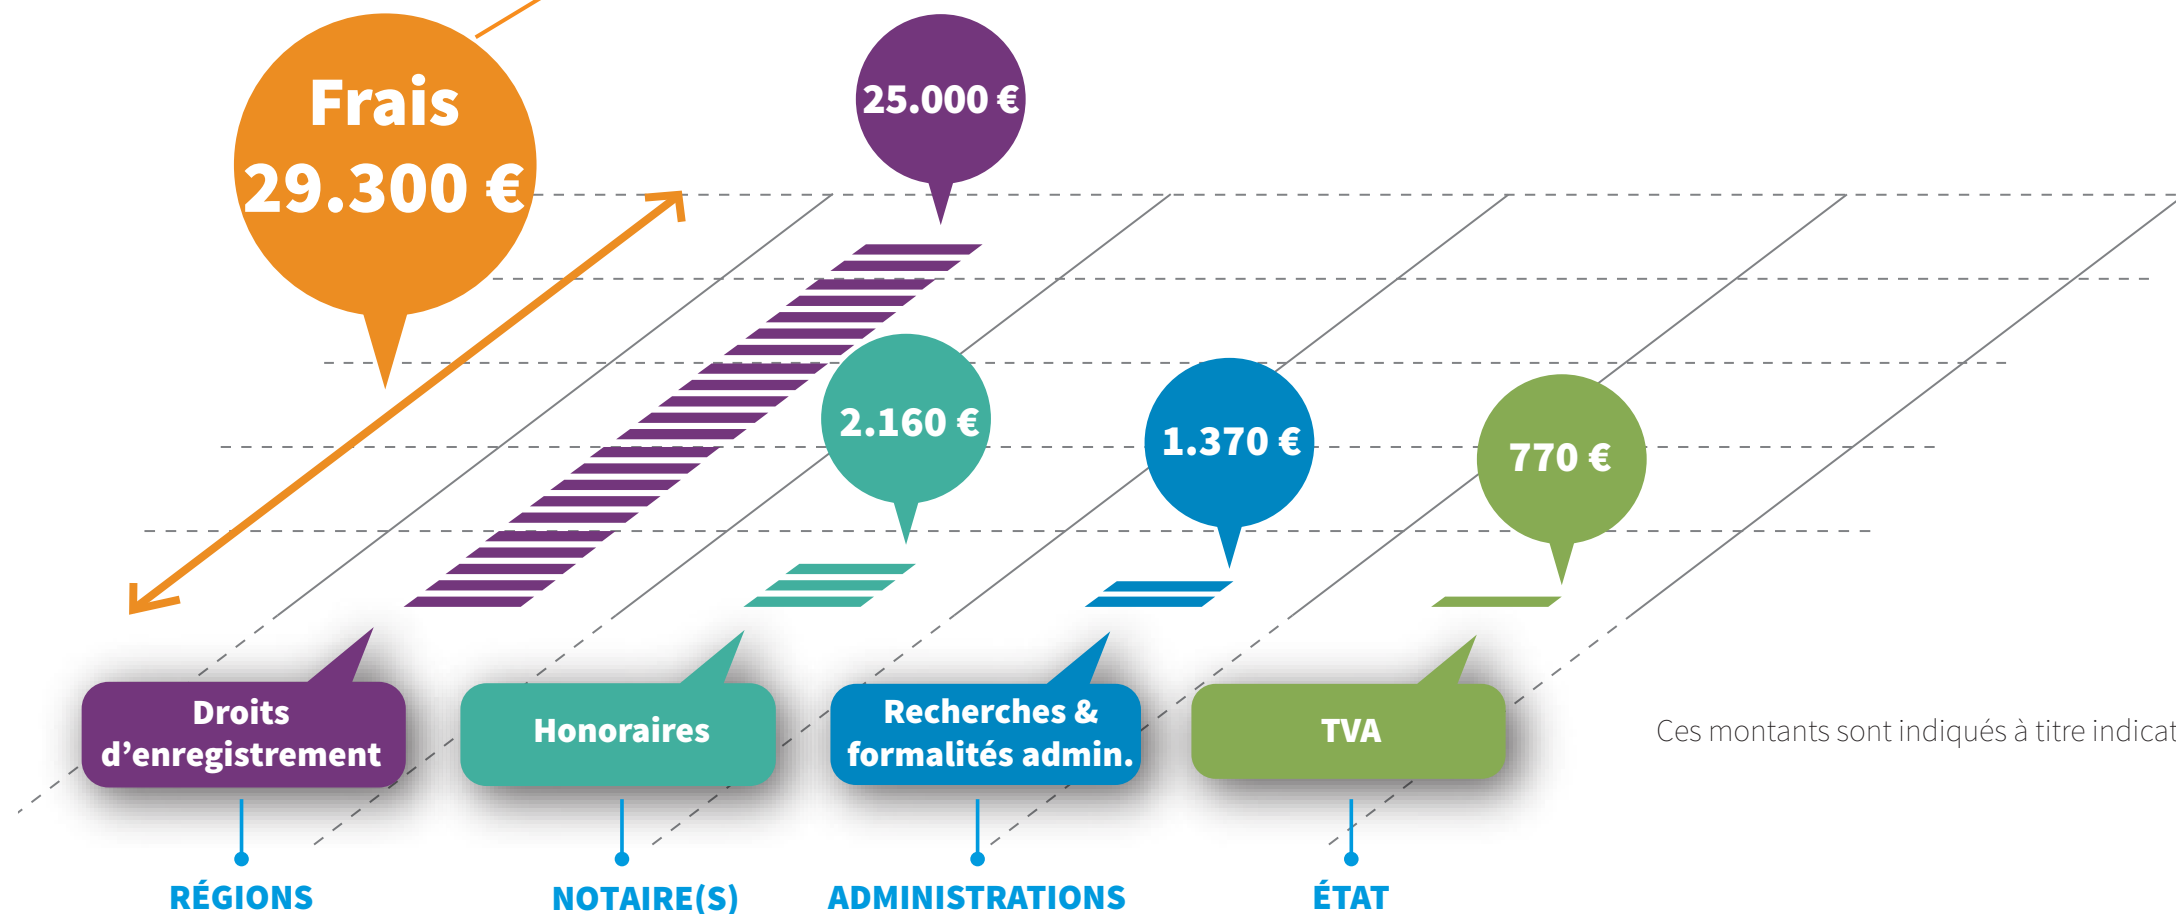 Frais
29.300 €
25.000 €
2.160 €
1.370 €
770 €
Droits
d’enregistrement
Honoraires
Recherches &
formalités admin.
TVA
Ces montants sont indiqués à titre
RÉGIONS
NOTAIRE(S)
ADMINISTRATIONS
ÉTAT